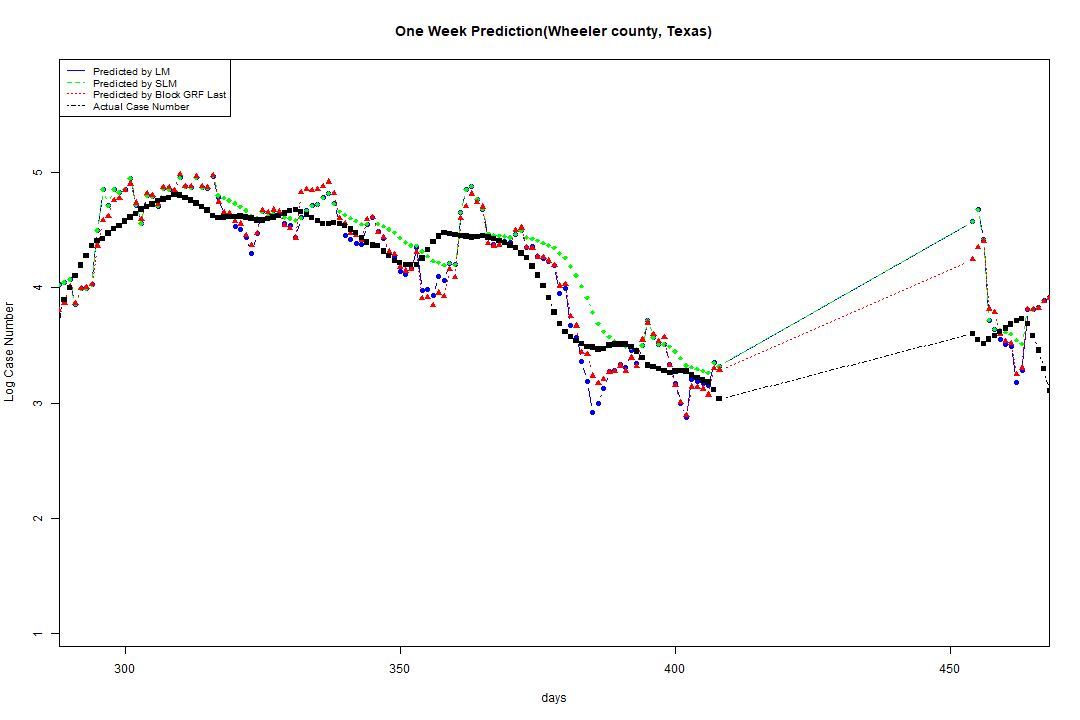 One Week Prediction(Wheeler county, Texas)
Predicted by LM
Predicted by SLM
Predicted by Block GRF Last
Actual Case Number
5
4
3
2
1
Log Case Number
300 350 400 450
days